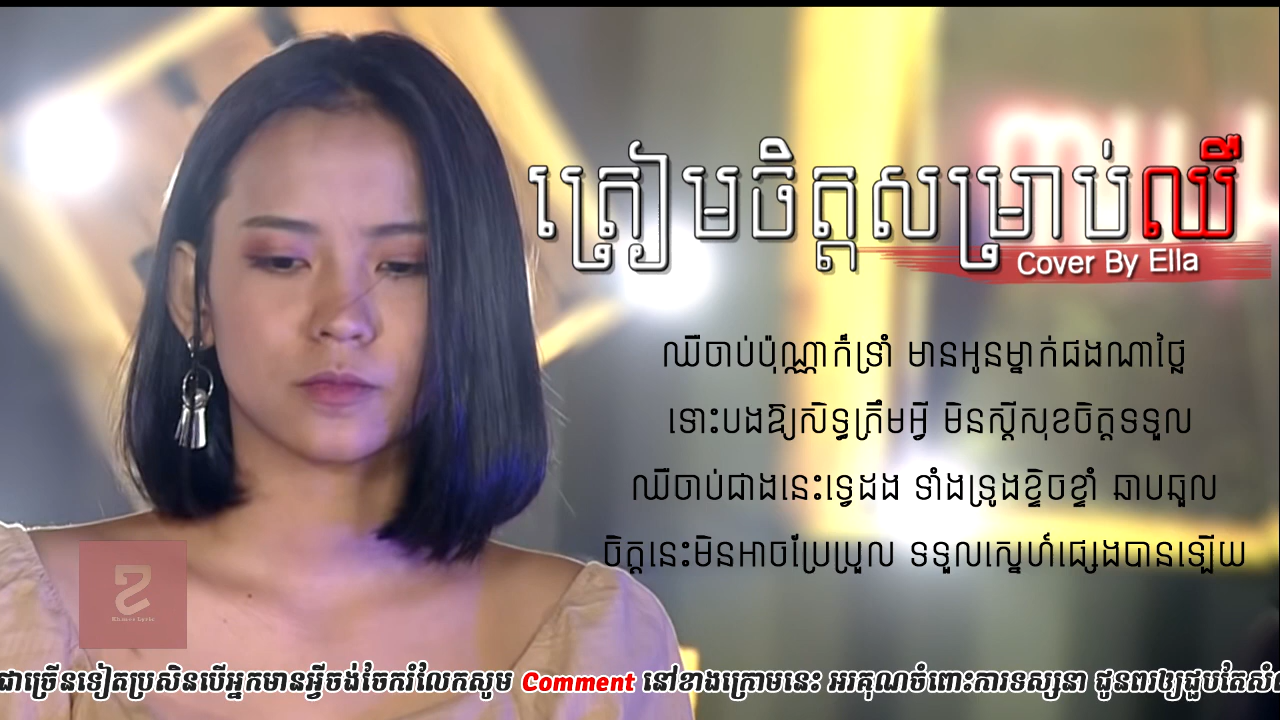 ត្រៀមចិត្តសម្រាប់ឈឺ
Cover By Ella
ឈឺចាប់ប៉ុណ្ណាក៏ទ្រាំ មានអូនម្នាក់ជងណាថ្លៃ
ទោះបងឱ្យសិទ្ធត្រឹមអ្វី មិនស្ដីសុខចិត្តទទួល
ឈឺចាប់ជាងនេះទ្វេដង ទាំងទ្រូងខ្ទិចខ្ទាំ ឆាបឆួល
ចិត្តនេះមិនអាចប្រែប្រួល ទទួលស្នេហ៍ផ្សេងបានឡើយ
Khmer Lyric
ជាច្រើនទៀតប្រសិនបើអ្នកមានអ្វីចង់ចែករំលែកសូម Comment នៅខាងក្រោមនេះ អរគុណចំពោះការទស្សនា ជូនពរឲ្យជួបតែ